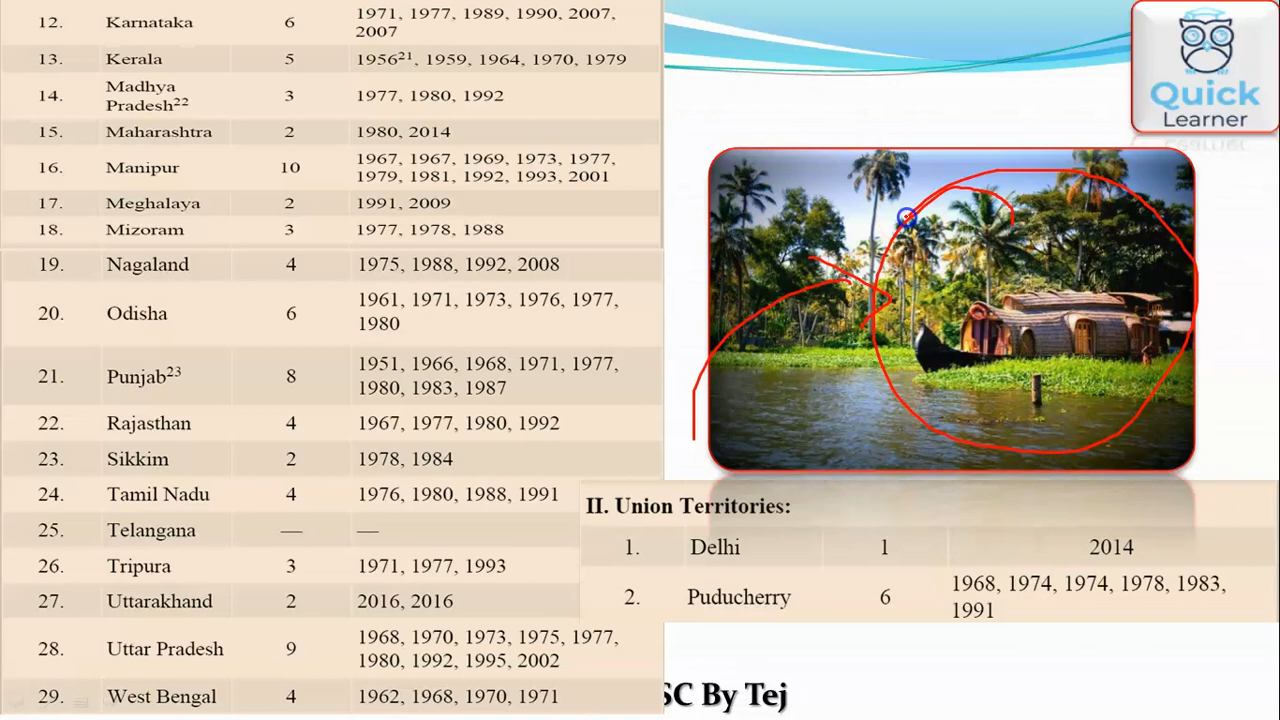 12. Karnataka 6 1971, 1977, 1989, 1990, 2007,
2007
13. Kerala 5 1956²¹, 1959, 1964, 1970, 1979
14. Madhya
Pradesh²² 3 1977, 1980, 1992
15. Maharashtra 2 1980, 2014
16. Manipur 10 1967, 1967, 1969, 1973, 1977,
1979, 1981, 1992, 1993, 2001
17. Meghalaya 2 1991, 2009
18. Mizoram 3 1977, 1978, 1988
19. Nagaland 4 1975, 1988, 1992, 2008
20. Odisha 6 1961, 1971, 1973, 1976, 1977,
1980
21. Punjab²³ 8 1951, 1966, 1968, 1971, 1977,
1980, 1983, 1987
22. Rajasthan 4 1967, 1977, 1980, 1992
23. Sikkim 2 1978, 1984
24. Tamil Nadu 4 1976, 1980, 1988, 1991
25. Telangana — —
26. Tripura 3 1971, 1977, 1993
27. Uttarakhand 2 2016, 2016
28. Uttar Pradesh 9 1968, 1970, 1973, 1975, 1977,
1980, 1992, 1995, 2002
29. West Bengal 4 1962, 1968, 1970, 1971
Quick
Learner
II. Union Territories:
1. Delhi 1 2014
2. Puducherry 6 1968, 1974, 1974, 1978, 1983,
1991
SC By Tej